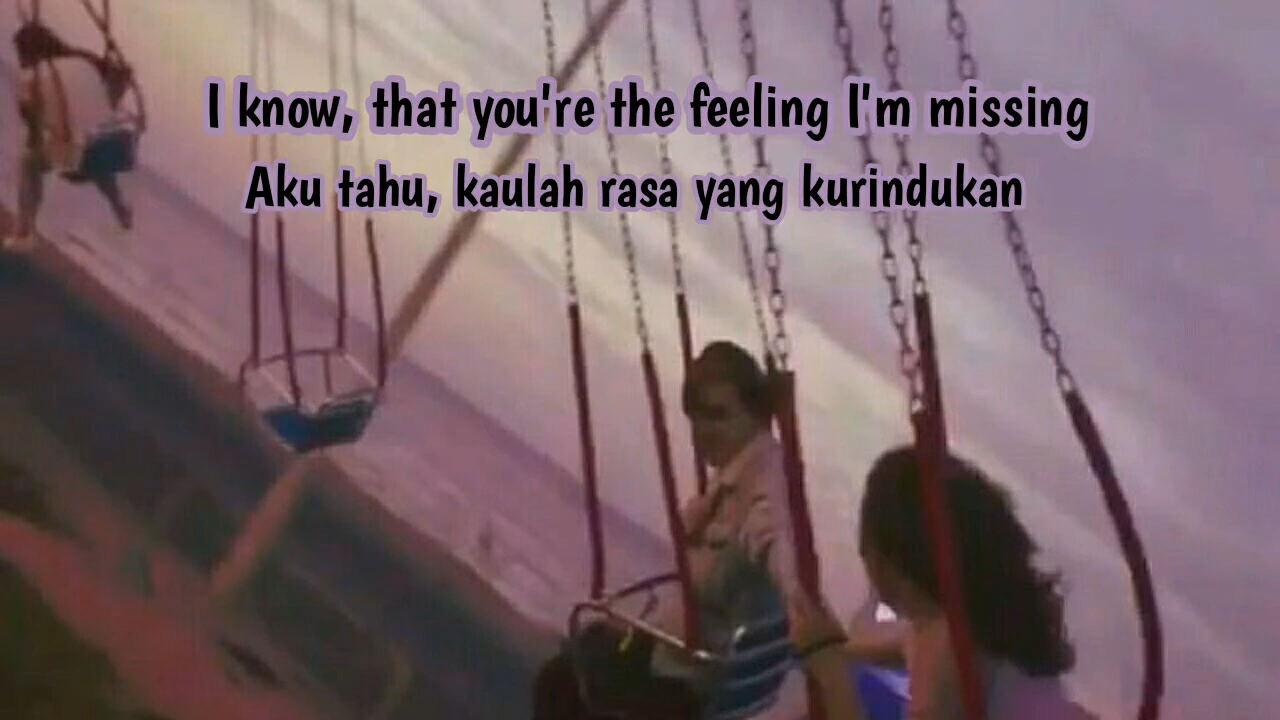 I know, that you're the feeling I'm missing
Aku tahu, kaulah rasa yang kurindukan